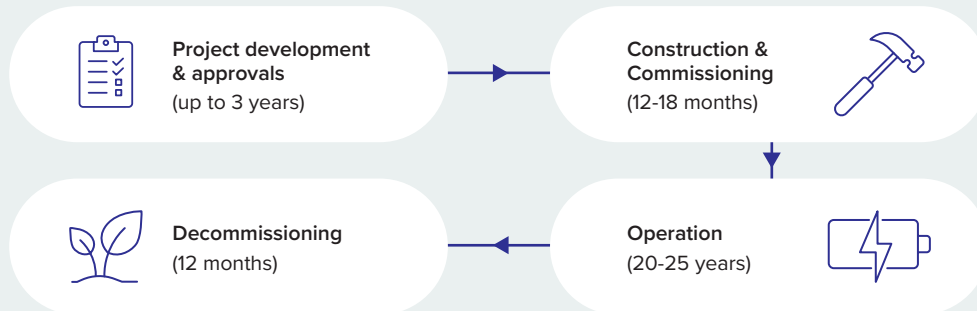 Project development
& approvals
(up to 3 years)
Construction &
Commissioning
(12-18 months)
Decommissioning
(12 months)
Operation
(20-25 years)